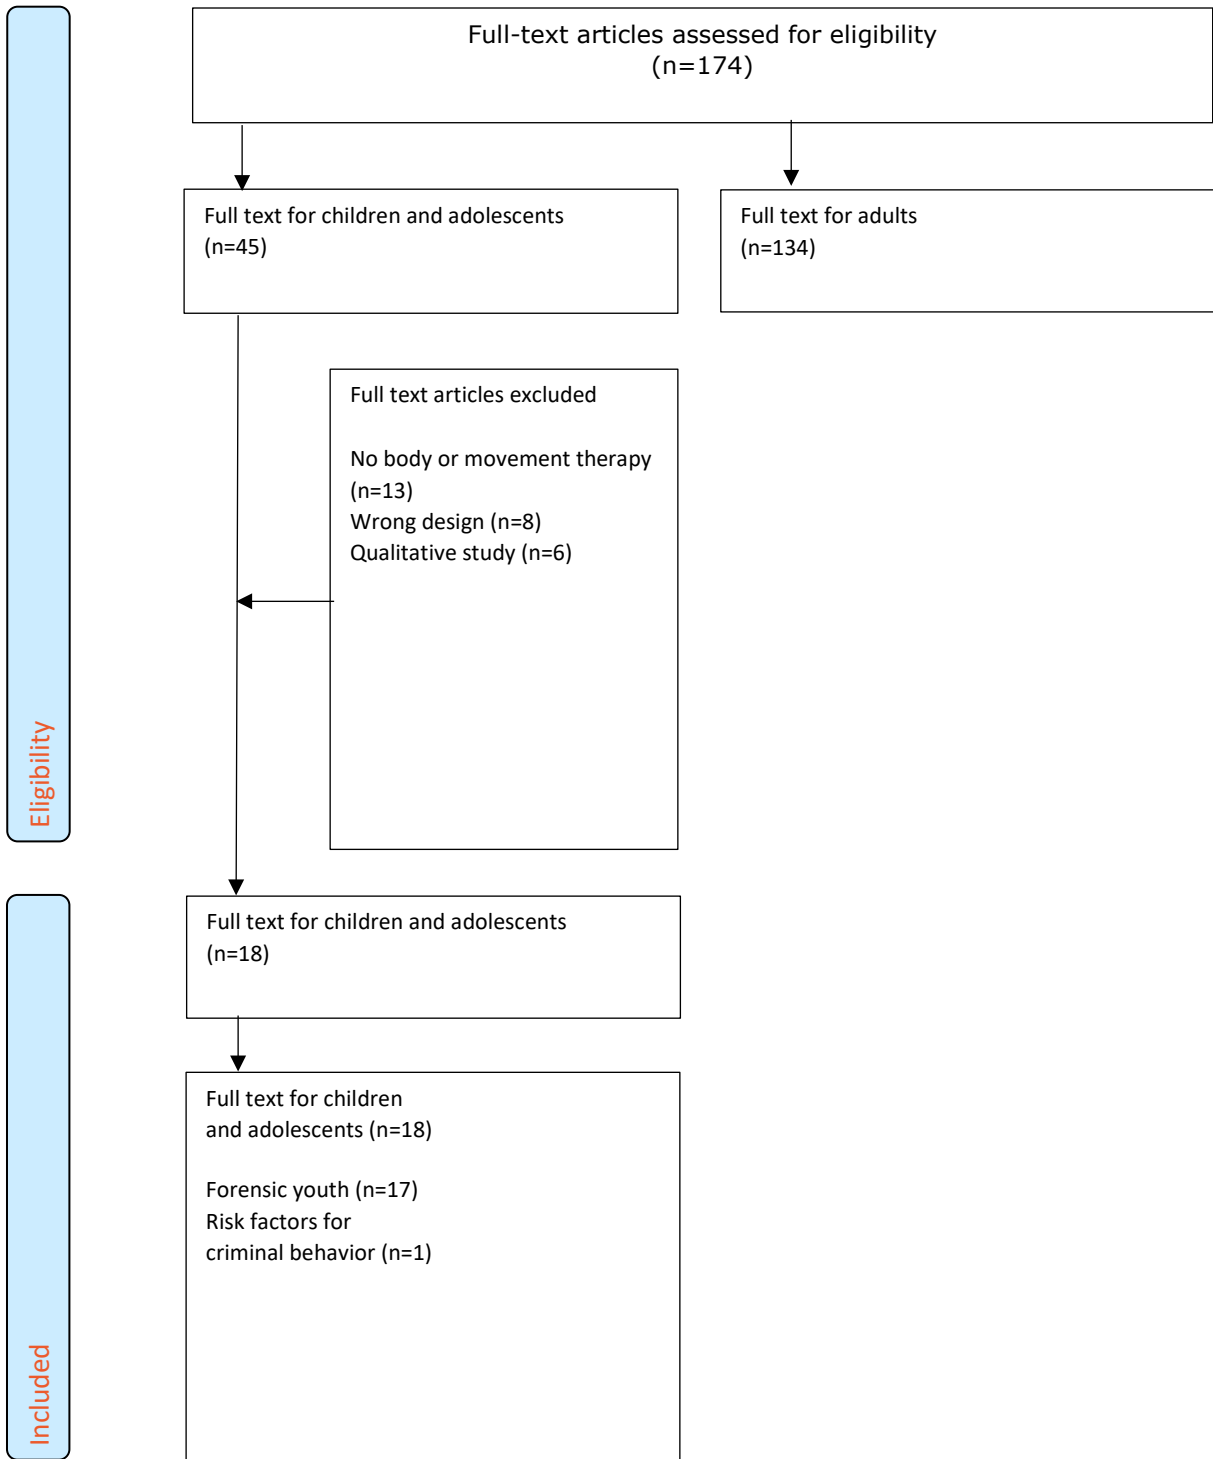 Full-text articles assessed for eligibility
(n=174)
Full text for children and adolescents
(n=45)
Full text for adults
(n=134)
Full text articles excluded
No body or movement therapy
(n=13)
Wrong design (n=8)
Qualitative study (n=6)
Eligibility
Full text for children and adolescents
(n=18)
Full text for children
and adolescents (n=18)
Forensic youth (n=17)
Risk factors for
criminal behavior (n=1)
Included